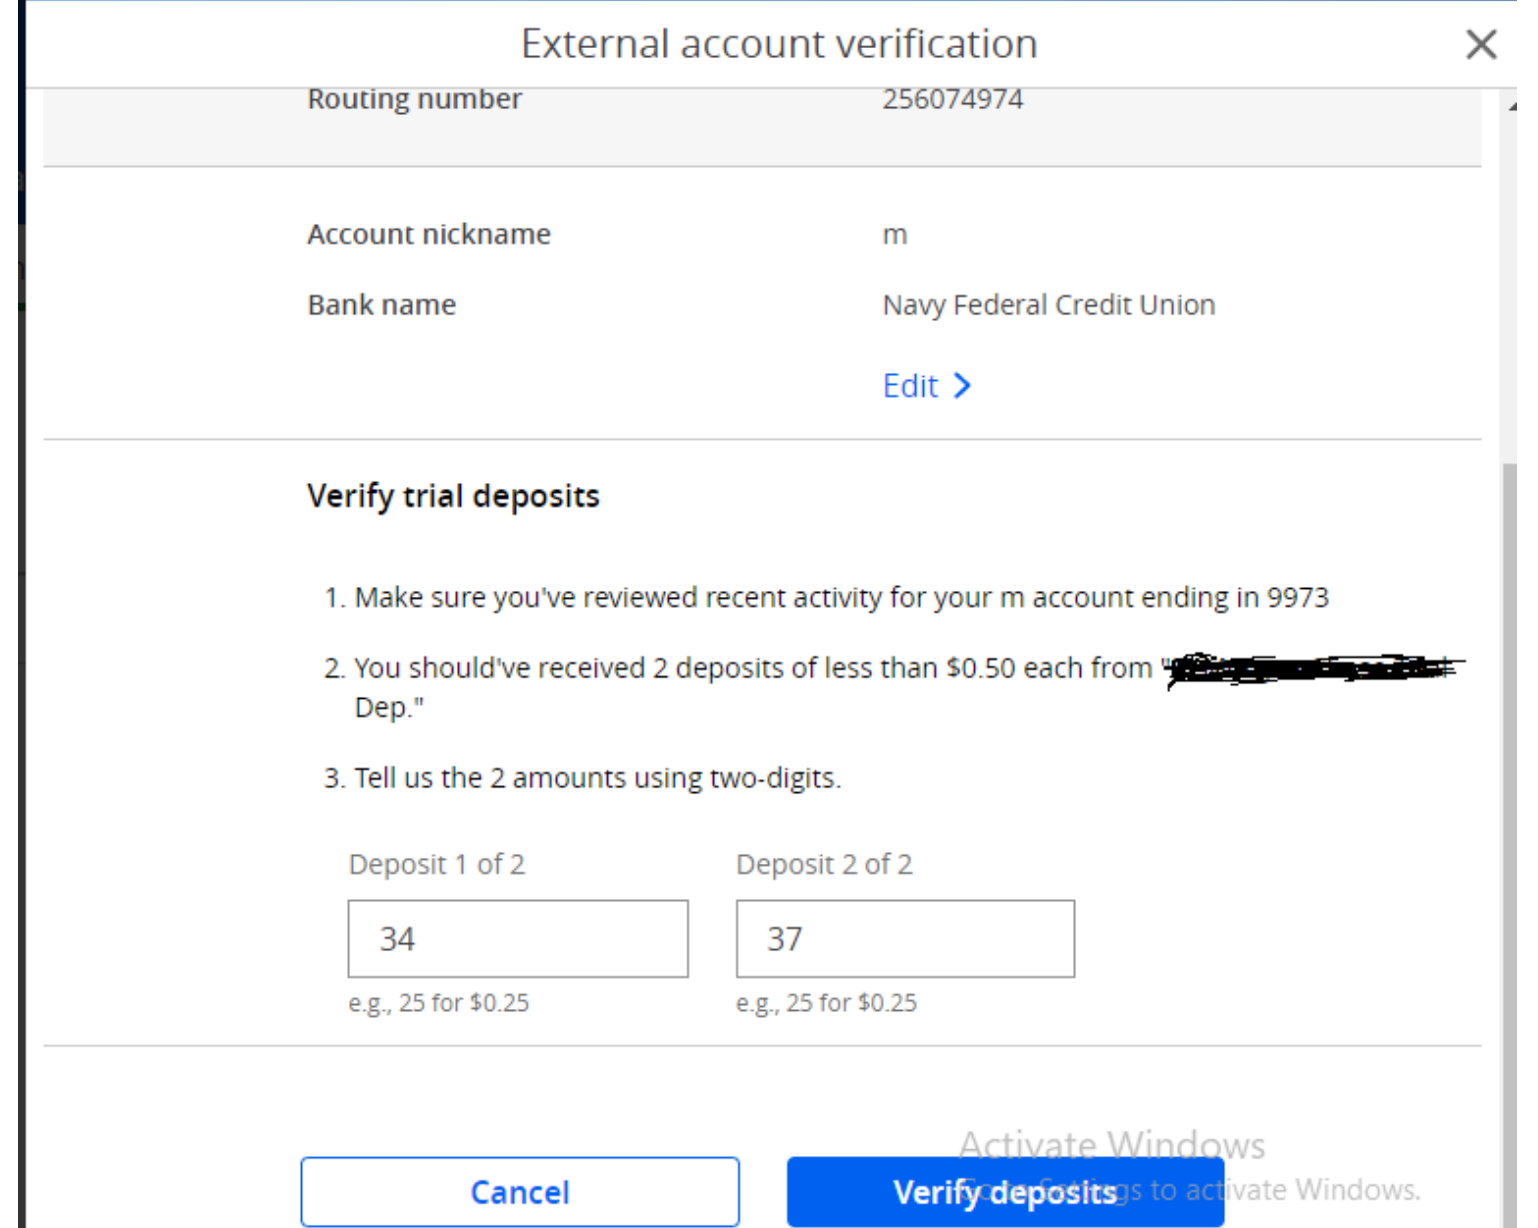 External account verification
Routing number 256074974
Account nickname m
Bank name Navy Federal Credit Union
Edit
Verify trial deposits
1. Make sure you've reviewed recent activity for your m account ending in 9973
2. You should've received 2 deposits of less than $0.50 each from "
Dep."
3. Tell us the 2 amounts using two-digits.
Deposit 1 of 2 Deposit 2 of 2
34 37
e.g., 25 for $0.25 e.g., 25 for $0.25
Activate Windows
Cancel Verify deposits
Go to Settings to activate Windows.